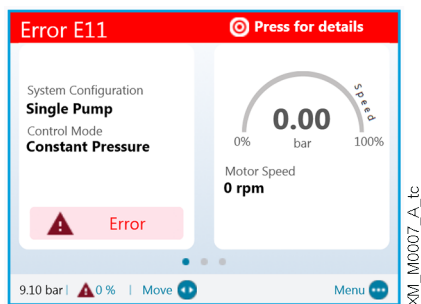 Error E11
Press for details
System Configuration
Single Pump
Control Mode
Constant Pressure
Error
Speed
0.00
0%
bar
100%
Motor Speed
0 rpm
9.10 bar | 0 % | Move
Menu
XM_M0007_A_tc